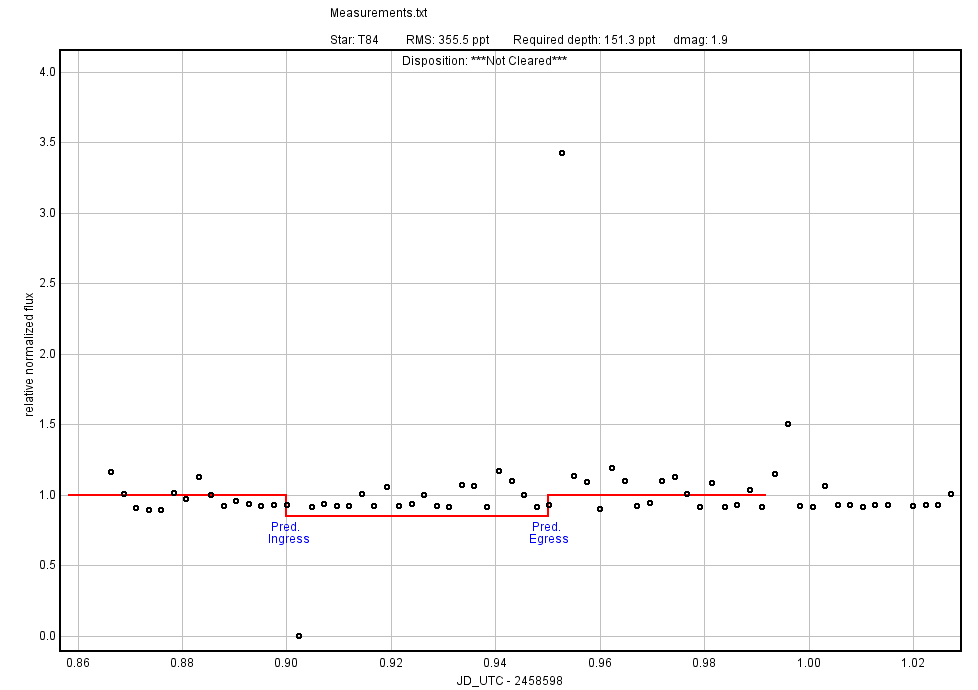 Measurements.txt
Star: T84 RMS: 355.5 ppt Required depth: 151.3 ppt dmag: 1.9
Disposition: ***Not Cleared***
4.0
3.5
3.0
2.5
2.0
1.5
1.0
0.5
0.0
relative normalized flux
Pred.
Ingress
Pred.
Egress
0.86 0.88 0.90 0.92 0.94 0.96 0.98 1.00 1.02
JD_UTC - 2458598